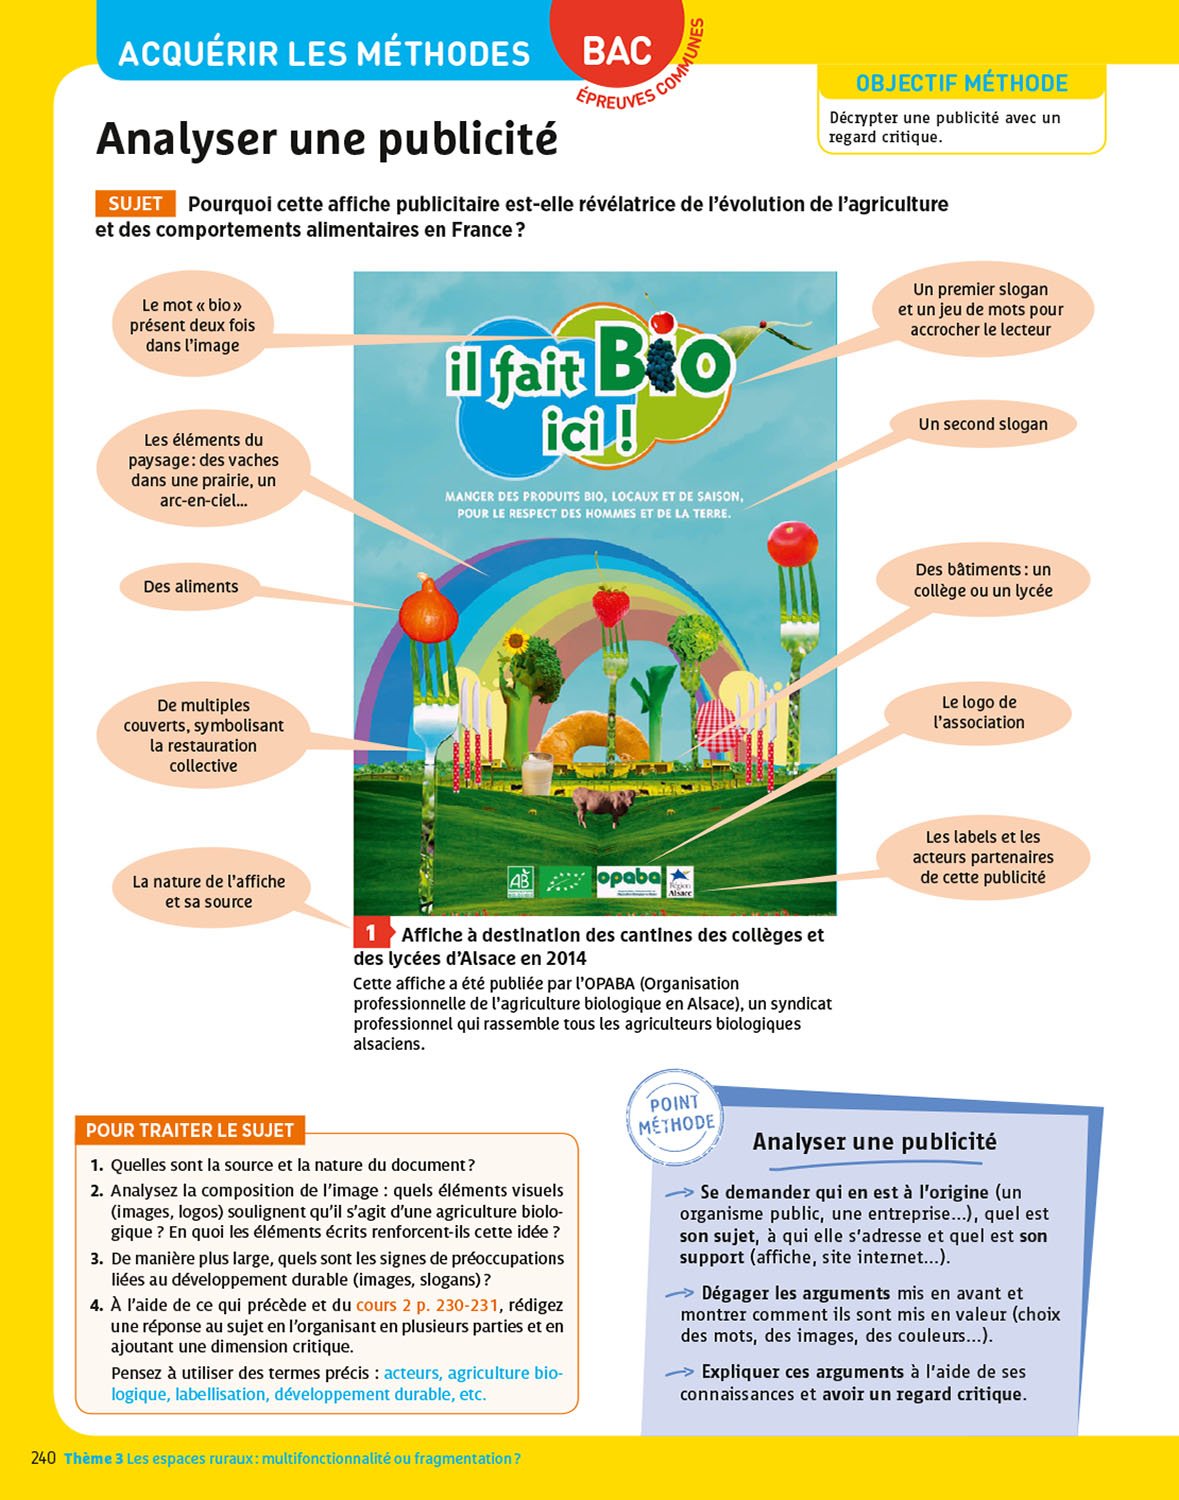 ACQUÉRIR LES MÉTHODES
BAC
ÉPREUVES COMMUNES
OBJECTIF MÉTHODE
Décrypter une publicité avec un
regard critique.
Analyser une publicité
SUJET Pourquoi cette affiche publicitaire est-elle révélatrice de l'évolution de l'agriculture
et des comportements alimentaires en France ?
Le mot « bio »
présent deux fois
dans l'image
Les éléments du
paysage : des vaches
dans une prairie, un
arc-en-ciel…
Des aliments
De multiples
couverts, symbolisant
la restauration
collective
La nature de l'affiche
et sa source
il fait Bio
ici !
MANGER DES PRODUITS BIO, LOCAUX ET DE SAISON,
POUR LE RESPECT DES HOMMES ET DE LA TERRE.
AB
opaba
Région
Alsace
Un premier slogan
et un jeu de mots pour
accrocher le lecteur
Un second slogan
Des bâtiments : un
collège ou un lycée
Le logo de
l'association
Les labels et les
acteurs partenaires
de cette publicité
1 Affiche à destination des cantines des collèges et
des lycées d'Alsace en 2014
Cette affiche a été publiée par l'OPABA (Organisation
professionnelle de l'agriculture biologique en Alsace), un syndicat
professionnel qui rassemble tous les agriculteurs biologiques
alsaciens.
POUR TRAITER LE SUJET
1. Quelles sont la source et la nature du document ?
2. Analysez la composition de l'image : quels éléments visuels
(images, logos) soulignent qu'il s'agit d'une agriculture biolo-
gique ? En quoi les éléments écrits renforcent-ils cette idée ?
3. De manière plus large, quels sont les signes de préoccupations
liées au développement durable (images, slogans) ?
4. À l'aide de ce qui précède et du cours 2 p. 230-231, rédigez
une réponse au sujet en l'organisant en plusieurs parties et en
ajoutant une dimension critique.
Pensez à utiliser des termes précis : acteurs, agriculture bio-
logique, labellisation, développement durable, etc.
POINT
MÉTHODE
Analyser une publicité
Se demander qui en est à l'origine (un
organisme public, une entreprise…), quel est
son sujet, à qui elle s'adresse et quel est son
support (affiche, site internet…).
Dégager les arguments mis en avant et
montrer comment ils sont mis en valeur (choix
des mots, des images, des couleurs…).
Expliquer ces arguments à l'aide de ses
connaissances et avoir un regard critique.
240 Thème 3 Les espaces ruraux : multifonctionnalité ou fragmentation ?